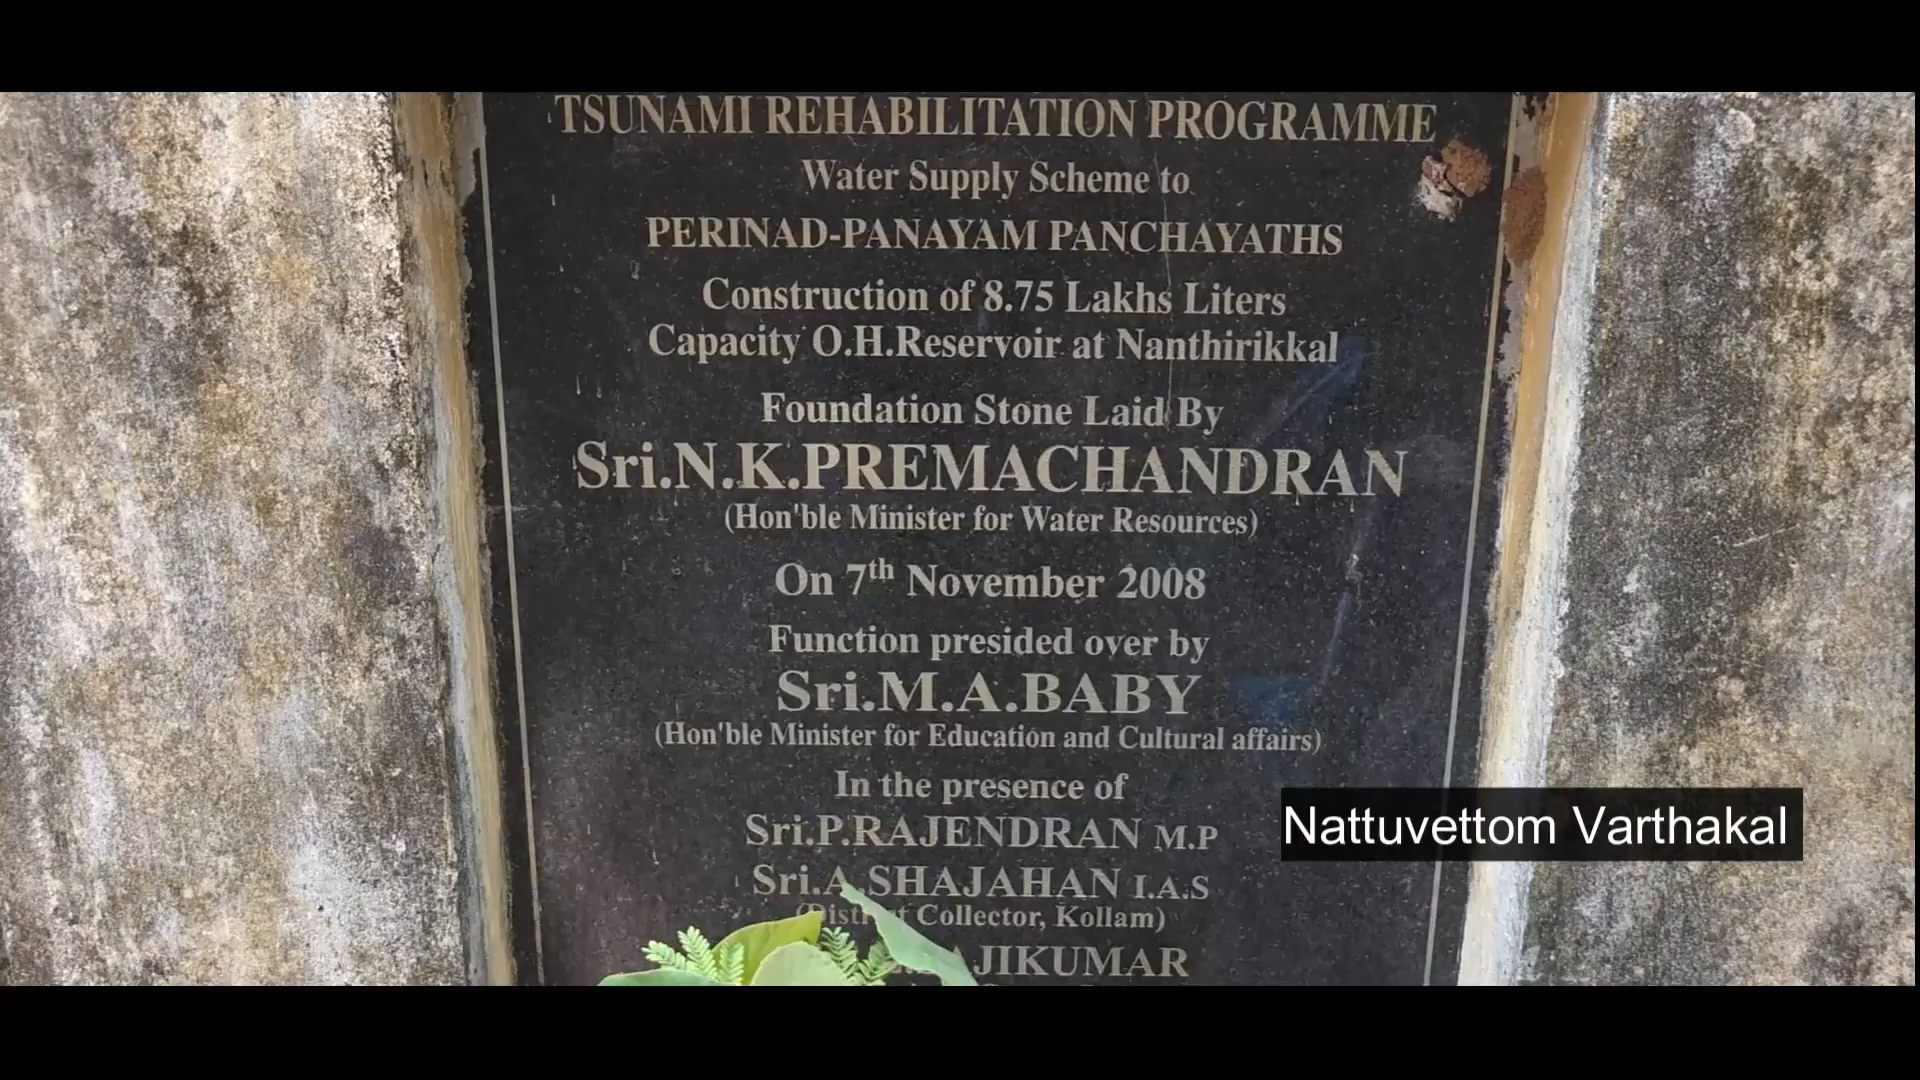 TSUNAMI REHABILITATION PROGRAMME
Water Supply Scheme to
PERINAD-PANAYAM PANCHAYATHS
Construction of 8.75 Lakhs Liters
Capacity O.H.Reservoir at Nanthirikkal
Foundation Stone Laid By
Sri.N.K.PREMACHANDRAN
(Hon'ble Minister for Water Resources)
On 7th November 2008
Function presided over by
Sri.M.A.BABY
(Hon'ble Minister for Education and Cultural affairs)
In the presence of
Sri.P.RAJENDRAN M.P
Sri.A.SHAJAHAN I.A.S
(District Collector, Kollam)
Nattuvettom Varthakal